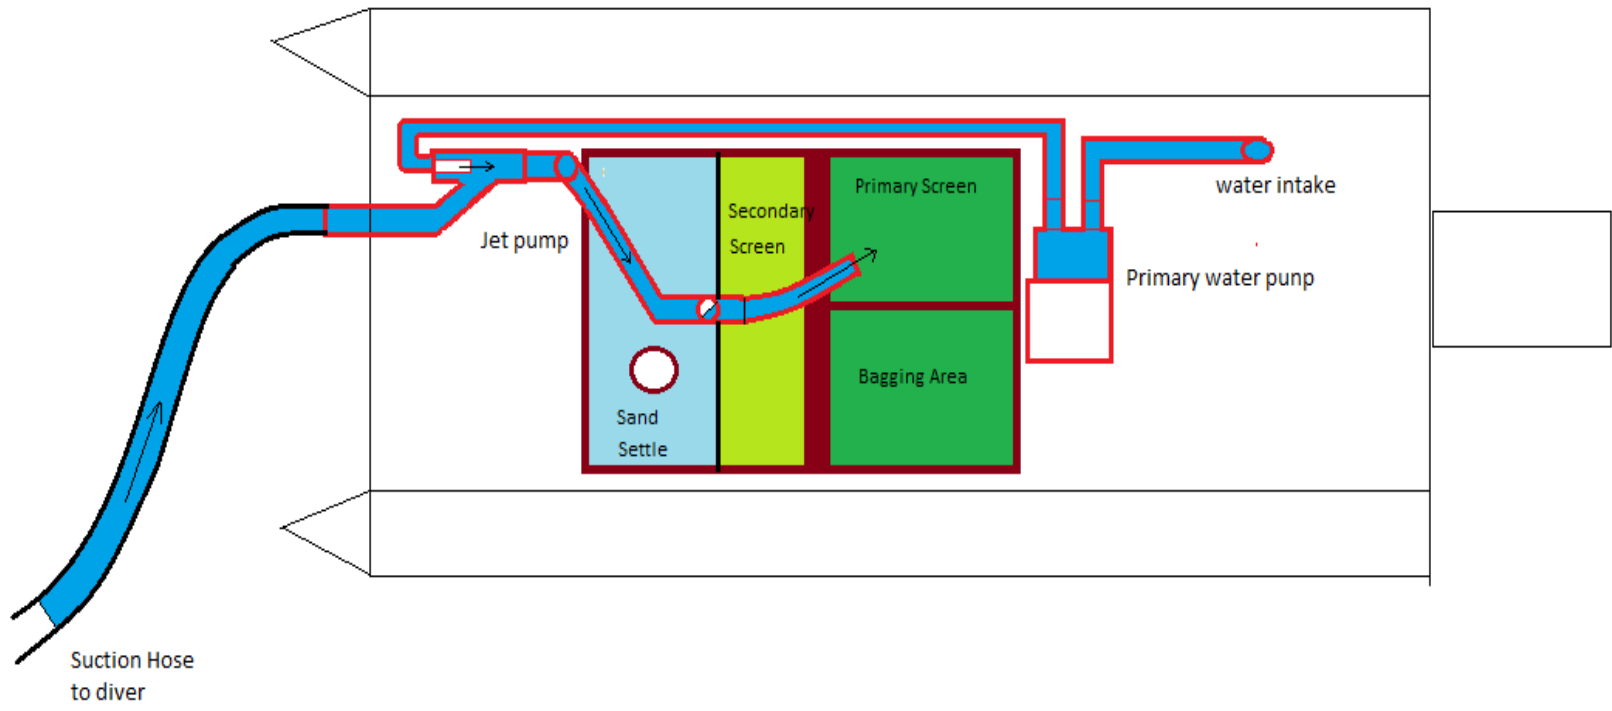 Primary Screen
water intake
Secondary
Screen
Jet pump
Primary water punp
Bagging Area
Sand
Settle
Suction Hose
to diver